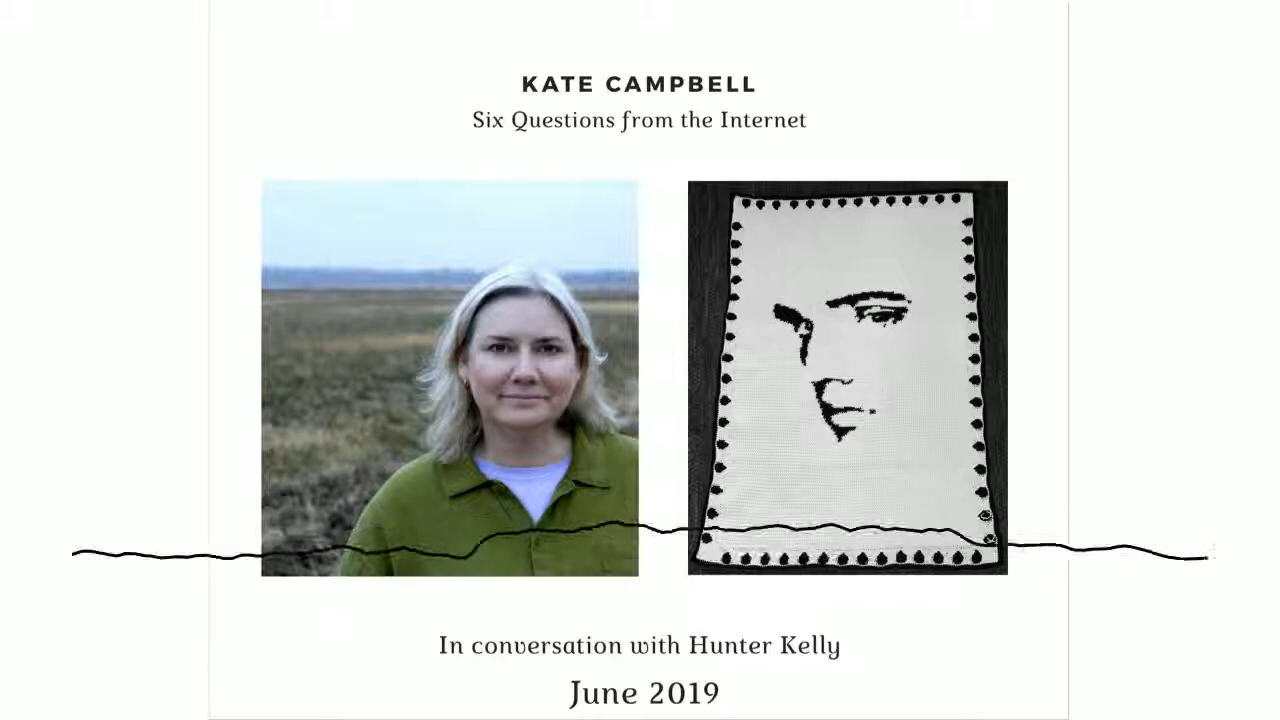 KATE CAMPBELL
Six Questions from the Internet
In conversation with Hunter Kelly
June 2019